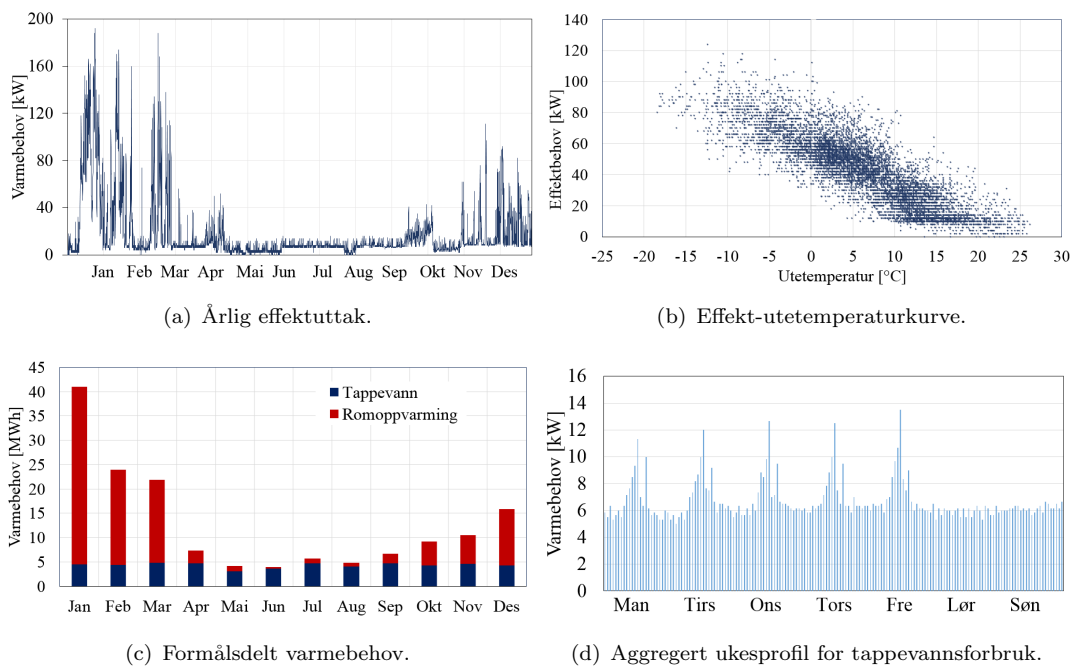 Varmebehov [kW]
200
160
120
80
40
0
Jan Feb Mar Apr Mai Jun Jul Aug Sep Okt Nov Des
(a) Årlig effektuttak.
Effektbehov [kW]
140
120
100
80
60
40
20
0
-25 -20 -15 -10 -5 0 5 10 15 20 25 30
Utetemperatur [°C]
(b) Effekt-utetemperaturkurve.
Varmebehov [MWh]
45
40
35
30
25
20
15
10
5
0
Tappevann
Romoppvarming
Jan Feb Mar Apr Mai Jun Jul Aug Sep Okt Nov Des
(c) Formålsdelt varmebehov.
Varmebehov [kW]
16
14
12
10
8
6
4
2
0
Man Tirs Ons Tors Fre Lør Søn
(d) Aggregert ukesprofil for tappevannsforbruk.